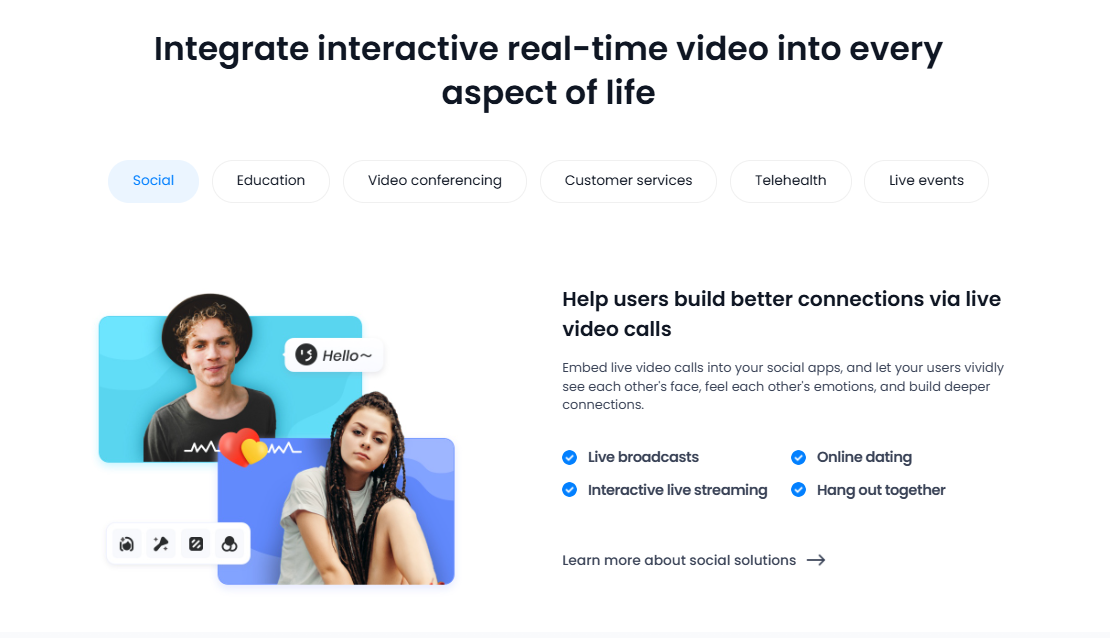 Integrate interactive real-time video into every
aspect of life
Social
Education
Video conferencing
Customer services
Telehealth
Live events
Hello~
Help users build better connections via live
video calls
Embed live video calls into your social apps, and let your users vividly
see each other's face, feel each other's emotions, and build deeper
connections.
Live broadcasts
Online dating
Interactive live streaming
Hang out together
Learn more about social solutions